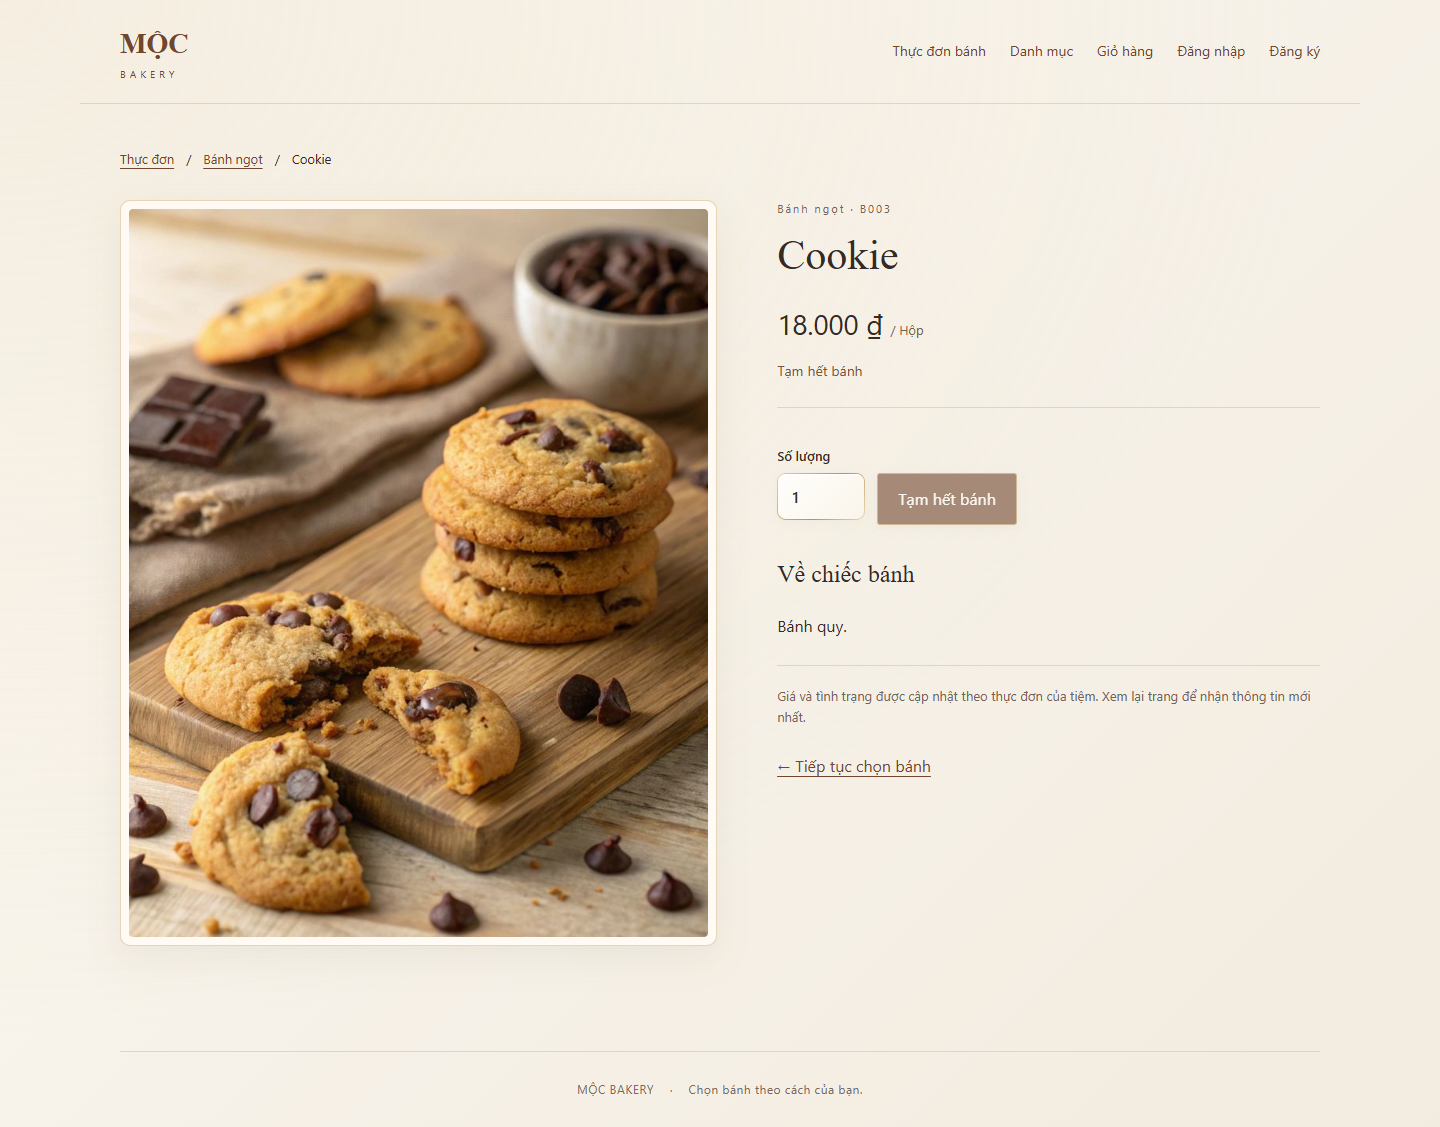 MỘC
BAKERY
Thực đơn bánh Danh mục Giỏ hàng Đăng nhập Đăng ký
Thực đơn / Bánh ngọt / Cookie
Bánh ngọt · B003
Cookie
18.000 ₫ / Hộp
Tạm hết bánh
Số lượng
1 Tạm hết bánh
Về chiếc bánh
Bánh quy.
Giá và tình trạng được cập nhật theo thực đơn của tiệm. Xem lại trang để nhận thông tin mới
nhất.
← Tiếp tục chọn bánh
MỘC BAKERY · Chọn bánh theo cách của bạn.